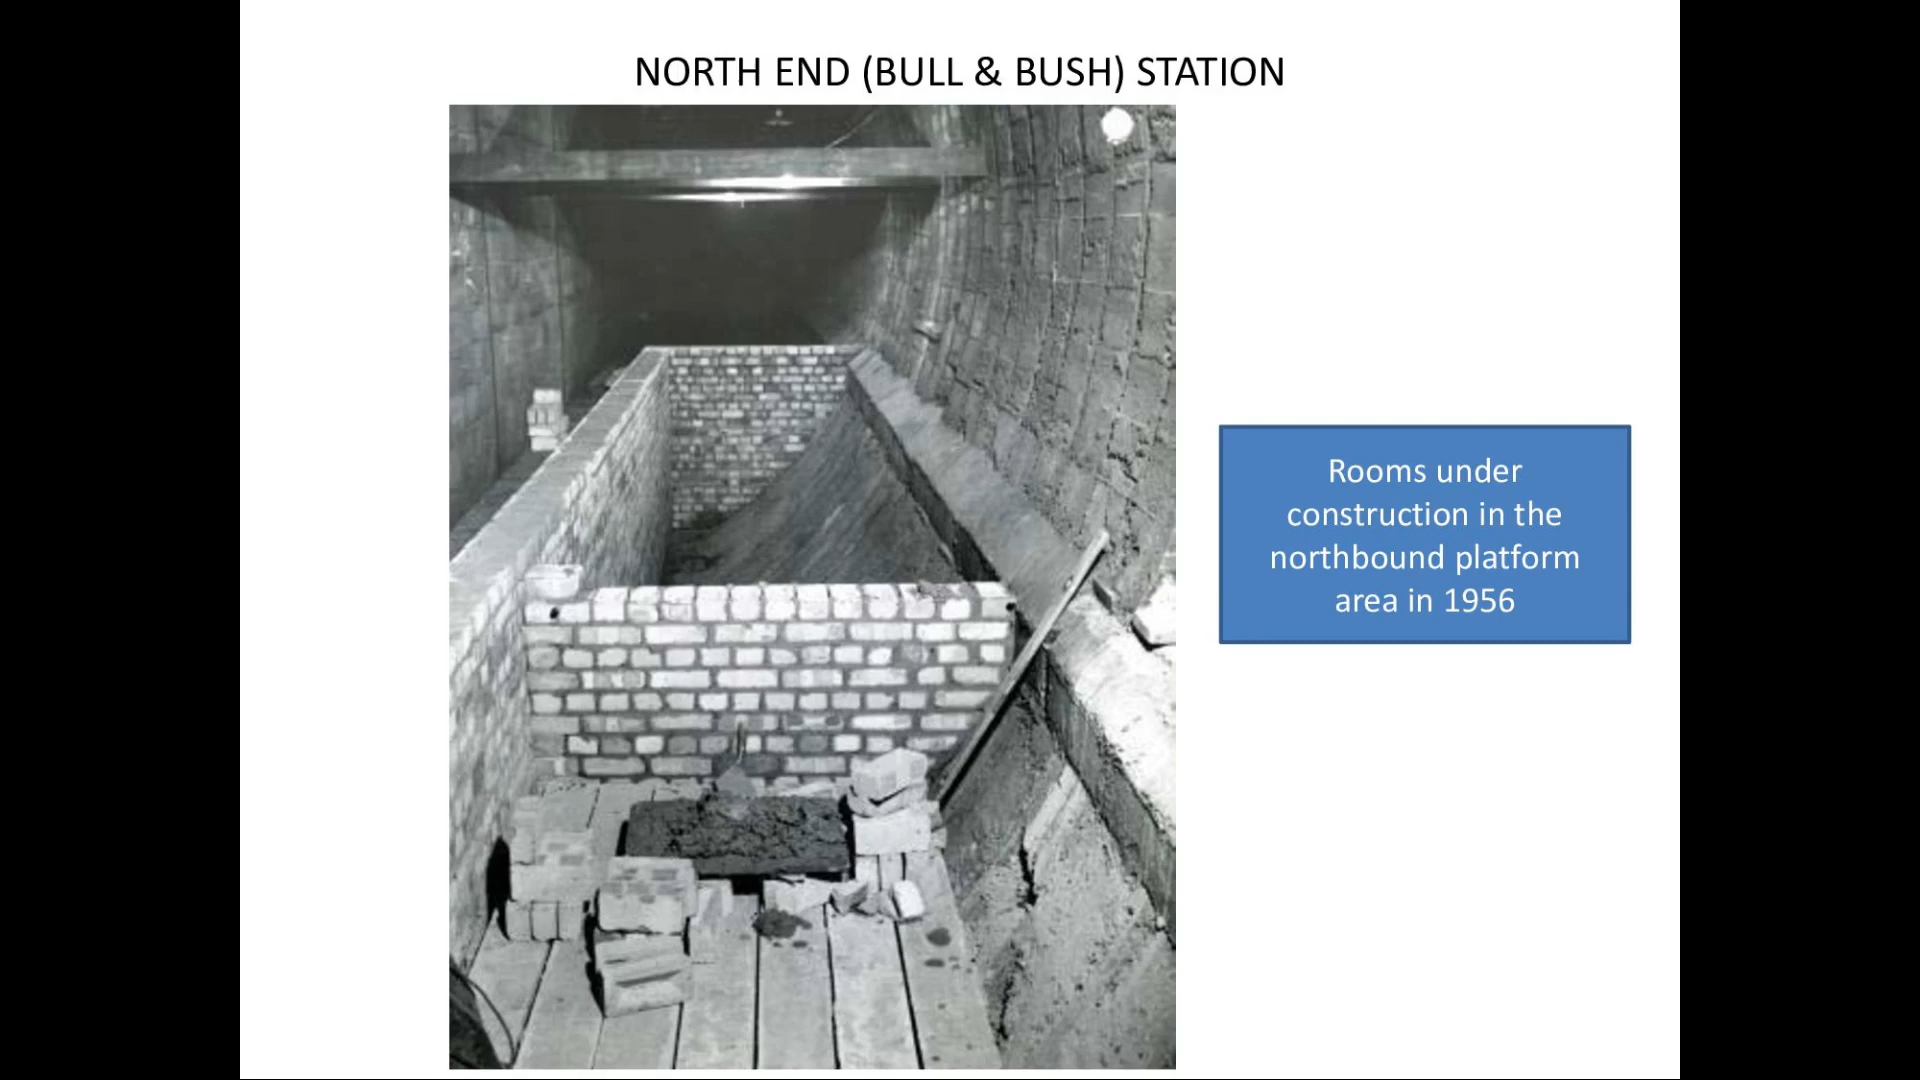 NORTH END (BULL & BUSH) STATION
Rooms under
construction in the
northbound platform
area in 1956